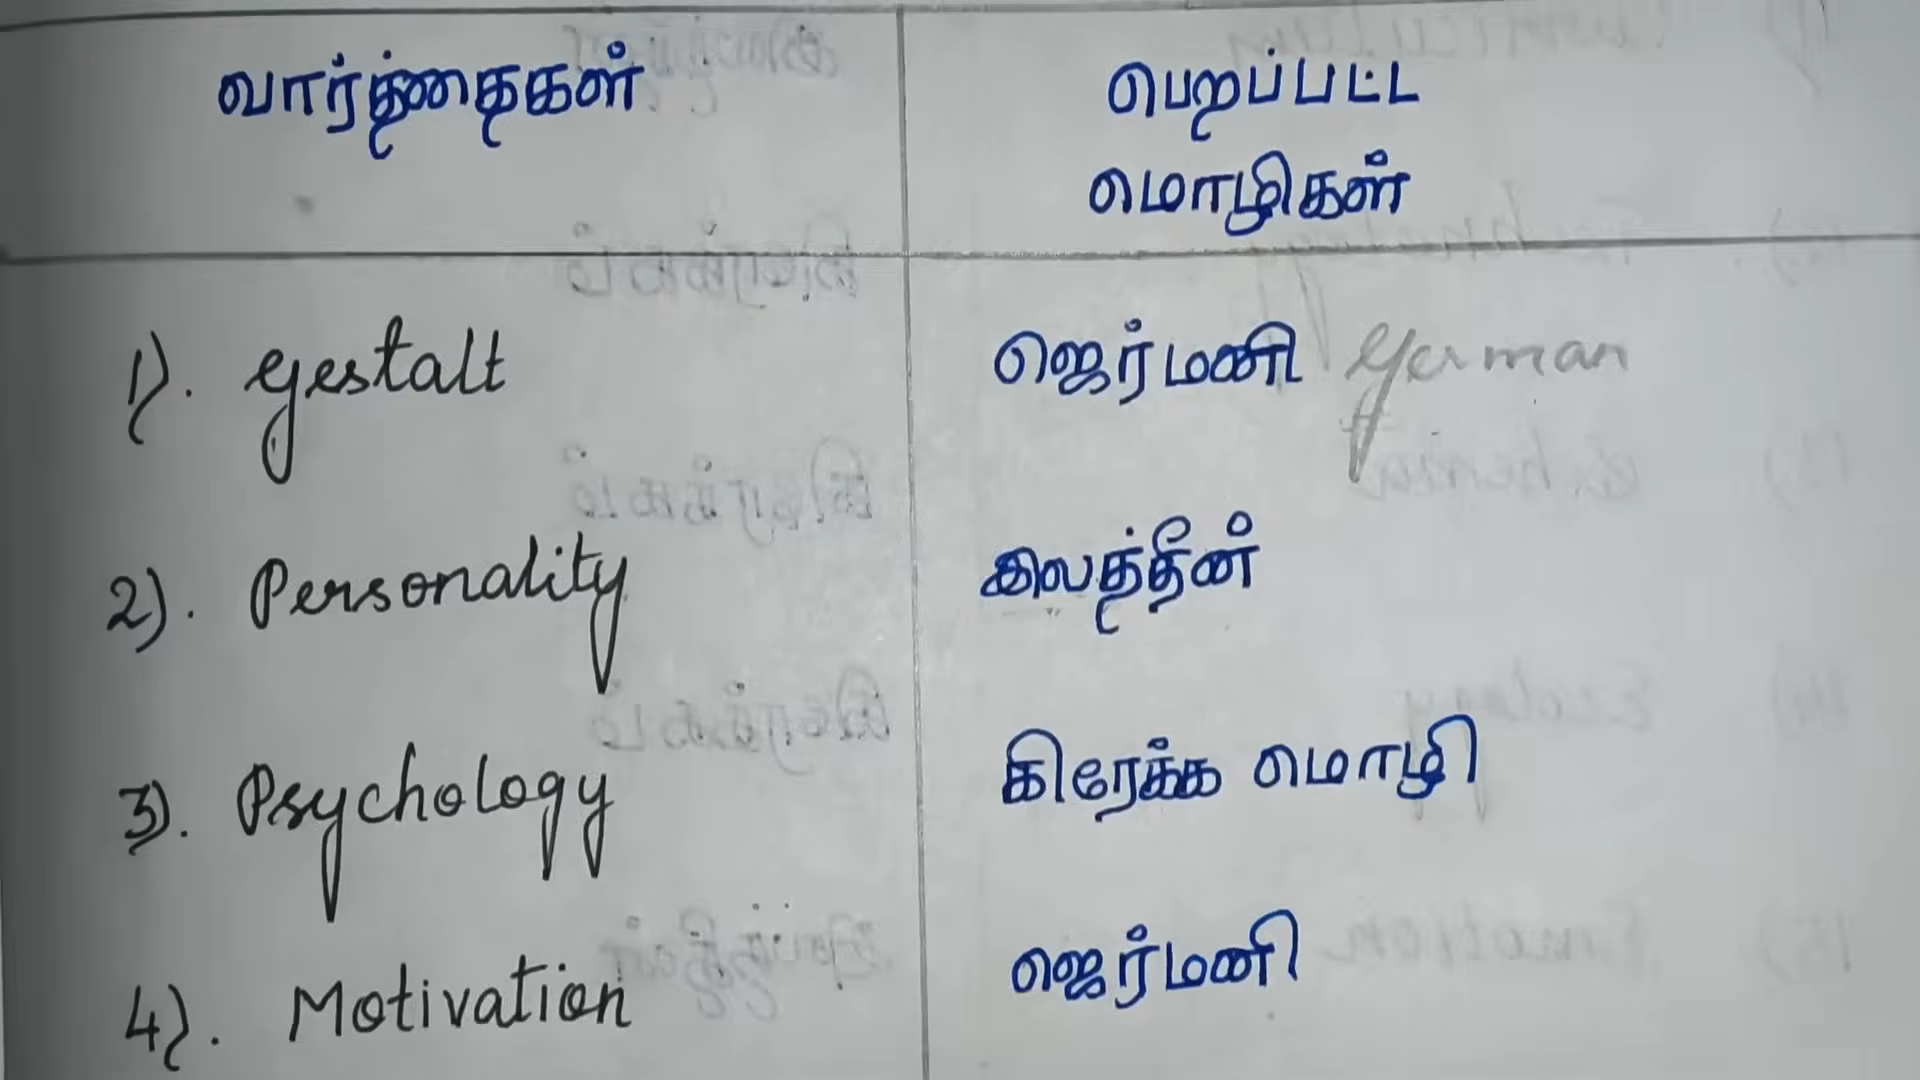 வார்த்தைகள்
பெறப்பட்ட
மொழிகள்
1). Gestalt ஜெர்மனி German
2). Personality இலத்தீன்
3). Psychology கிரேக்க மொழி
4). Motivation ஜெர்மனி